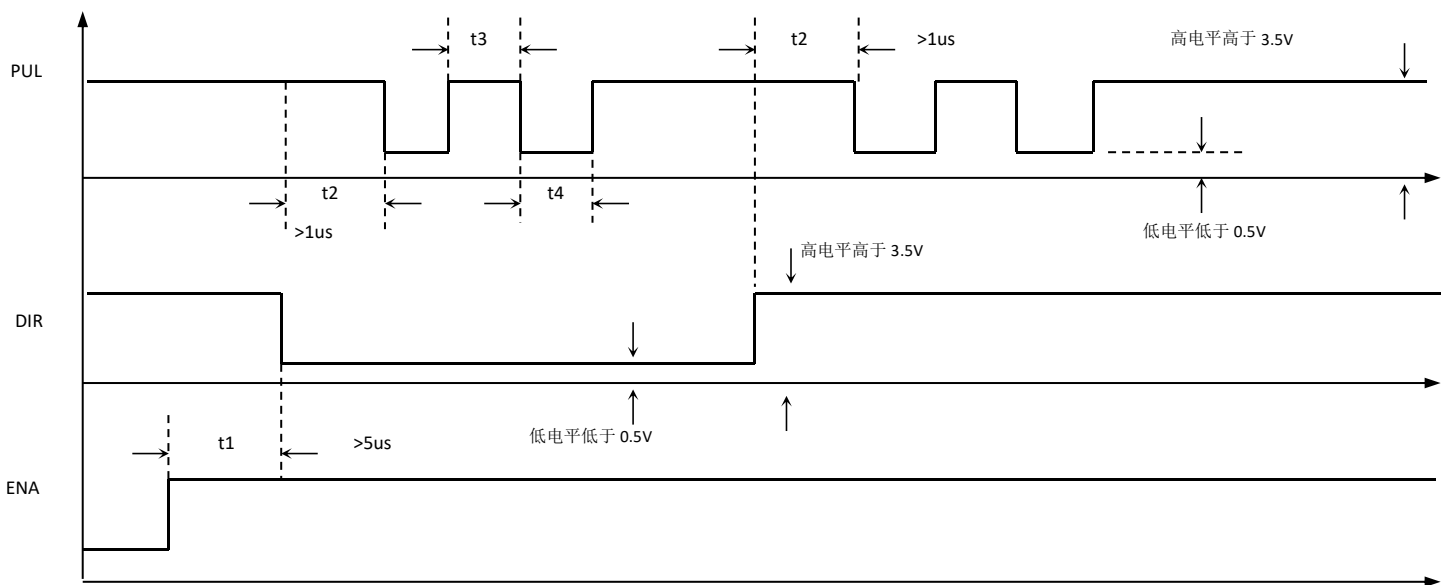 t3
t2
>1us
高电平高于 3.5V
PUL
t2
t4
>1us
低电平低于 0.5V
高电平高于 3.5V
DIR
t1
>5us
低电平低于 0.5V
ENA